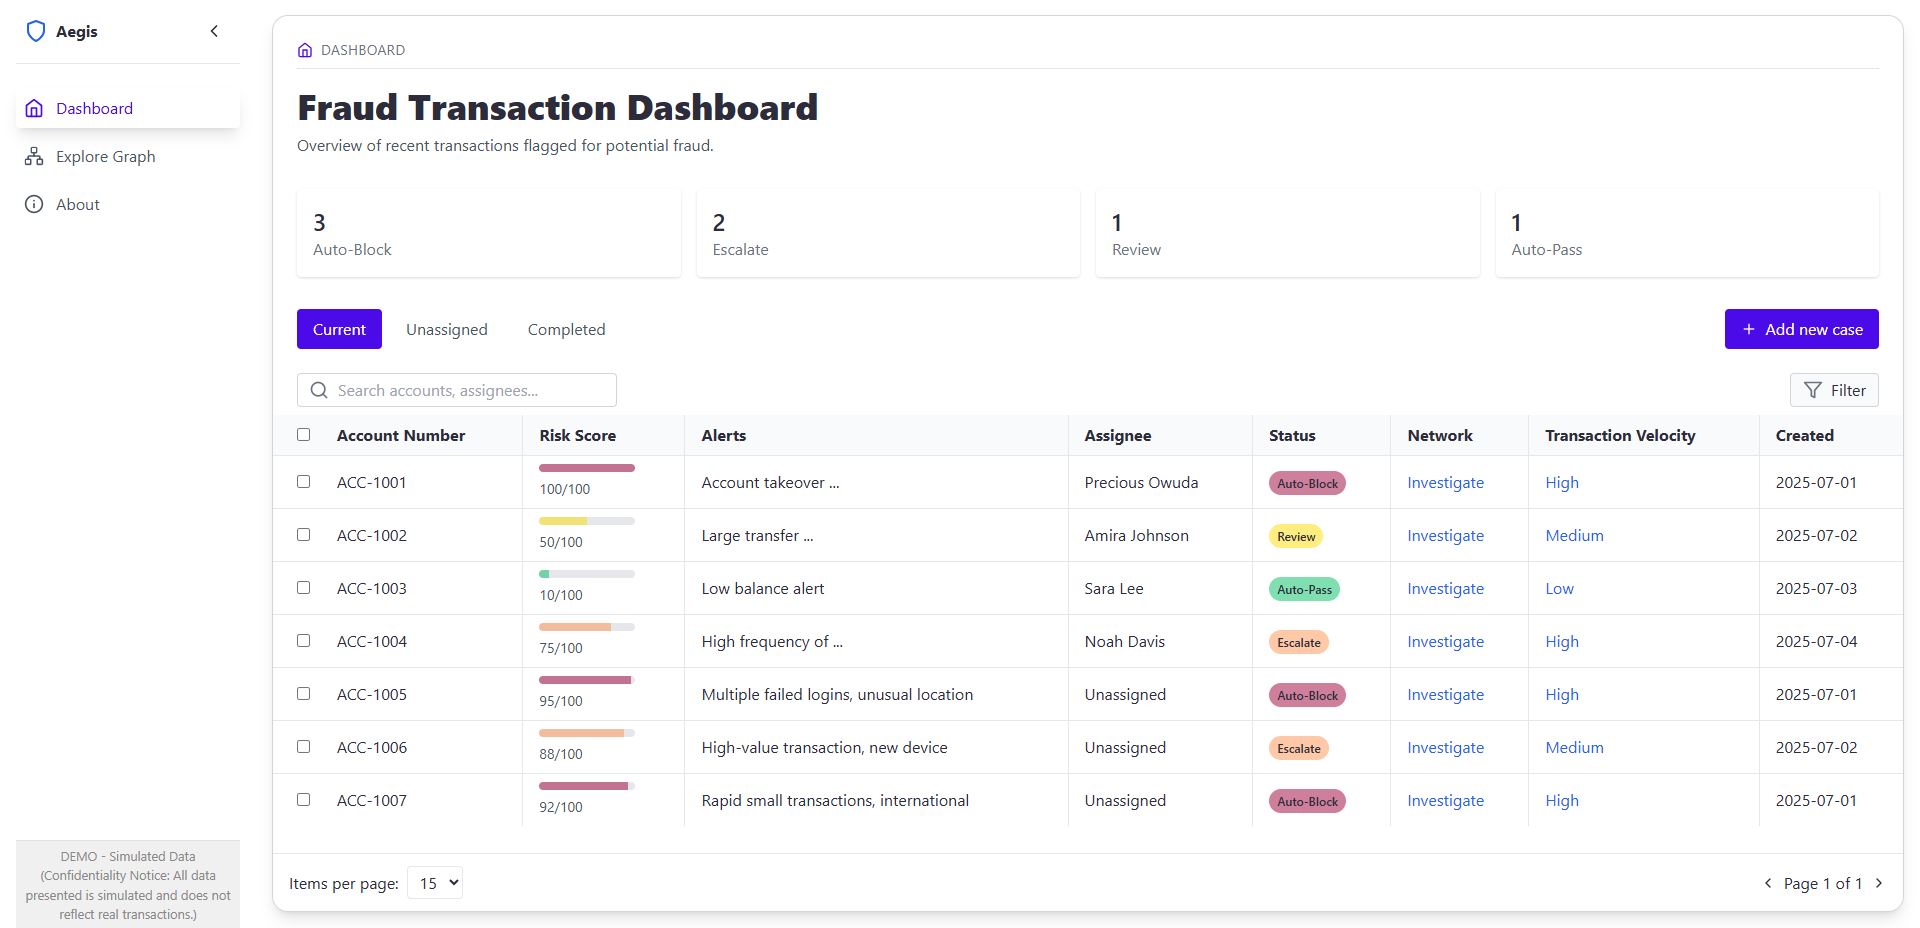 Aegis
Dashboard
Explore Graph
About
DEMO - Simulated Data
(Confidentiality Notice: All data
presented is simulated and does not
reflect real transactions.)
DASHBOARD
Fraud Transaction Dashboard
Overview of recent transactions flagged for potential fraud.
3
Auto-Block
2
Escalate
1
Review
1
Auto-Pass
Current Unassigned Completed + Add new case
Search accounts, assignees... Filter
Account Number Risk Score Alerts Assignee Status Network Transaction Velocity Created
ACC-1001 100/100 Account takeover ... Precious Owuda Auto-Block Investigate High 2025-07-01
ACC-1002 50/100 Large transfer ... Amira Johnson Review Investigate Medium 2025-07-02
ACC-1003 10/100 Low balance alert Sara Lee Auto-Pass Investigate Low 2025-07-03
ACC-1004 75/100 High frequency of ... Noah Davis Escalate Investigate High 2025-07-04
ACC-1005 95/100 Multiple failed logins, unusual location Unassigned Auto-Block Investigate High 2025-07-01
ACC-1006 88/100 High-value transaction, new device Unassigned Escalate Investigate Medium 2025-07-02
ACC-1007 92/100 Rapid small transactions, international Unassigned Auto-Block Investigate High 2025-07-01
Items per page: 15 Page 1 of 1